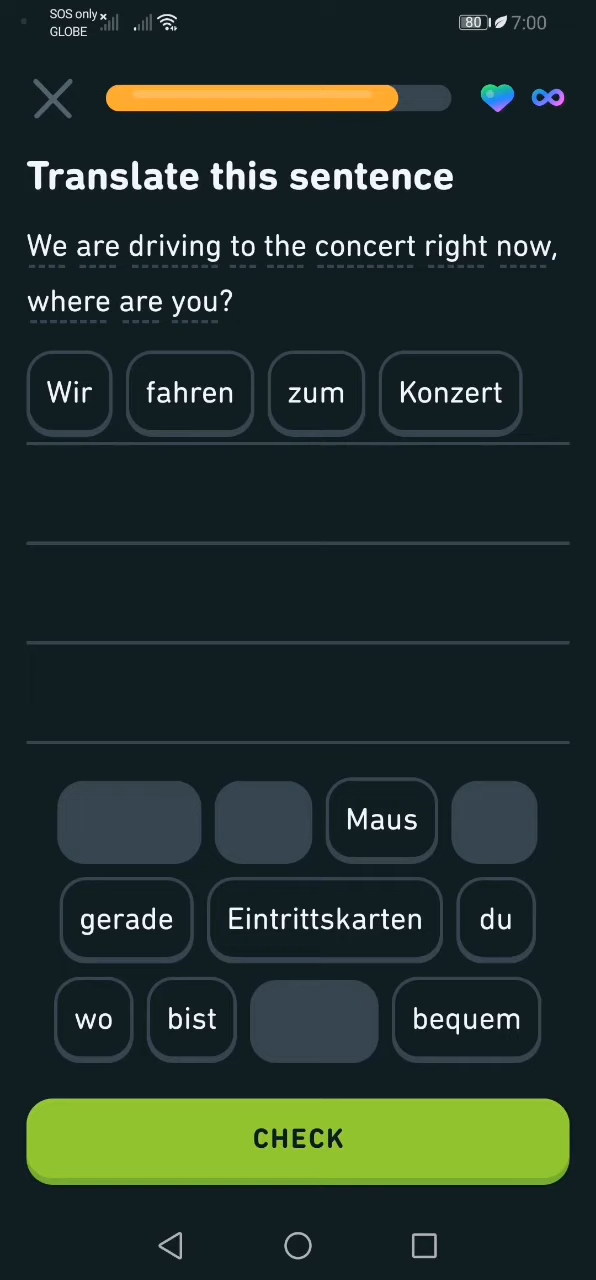 SOS only
GLOBE
80
7:00
Translate this sentence
We are driving to the concert right now,
where are you?
Wir fahren zum Konzert
Maus
gerade Eintrittskarten du
wo bist bequem
CHECK